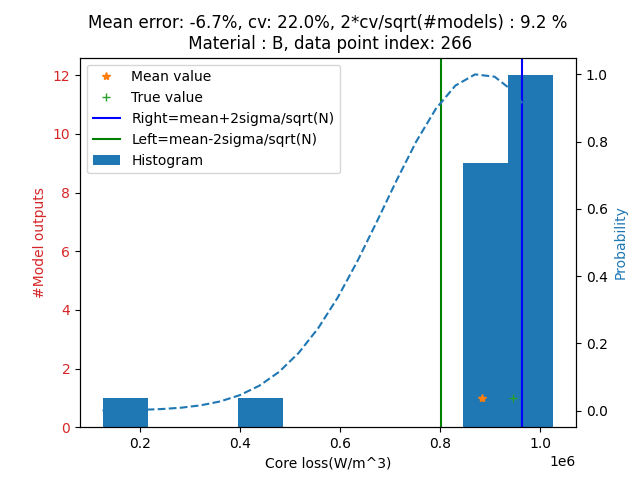 Mean error: -6.7%, cv: 22.0%, 2*cv/sqrt(#models) : 9.2 %
Material : B, data point index: 266
Mean value
True value
Right=mean+2sigma/sqrt(N)
Left=mean-2sigma/sqrt(N)
Histogram
12
10
8
6
4
2
0
#Model outputs
1.0
0.8
0.6
0.4
0.2
0.0
Probability
0.2 0.4 0.6 0.8 1.0
1e6
Core loss(W/m^3)